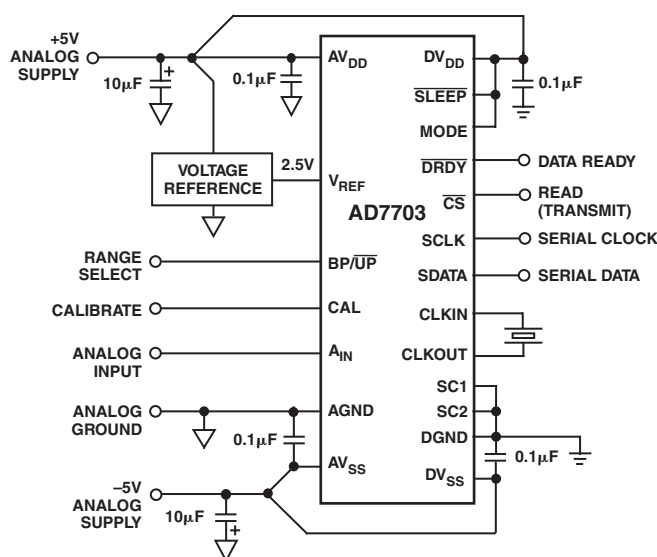 +5V
ANALOG
SUPPLY
10µF
+
0.1µF
AVDD
DVDD
0.1µF
SLEEP
MODE
VOLTAGE
REFERENCE
2.5V
VREF
DRDY
DATA READY
CS
READ
(TRANSMIT)
AD7703
SCLK
SERIAL CLOCK
RANGE
SELECT
BP/UP
SDATA
SERIAL DATA
CALIBRATE
CAL
CLKIN
ANALOG
INPUT
AIN
CLKOUT
SC1
ANALOG
GROUND
AGND
SC2
DGND
0.1µF
0.1µF
AVSS
DVSS
–5V
ANALOG
SUPPLY
10µF
+